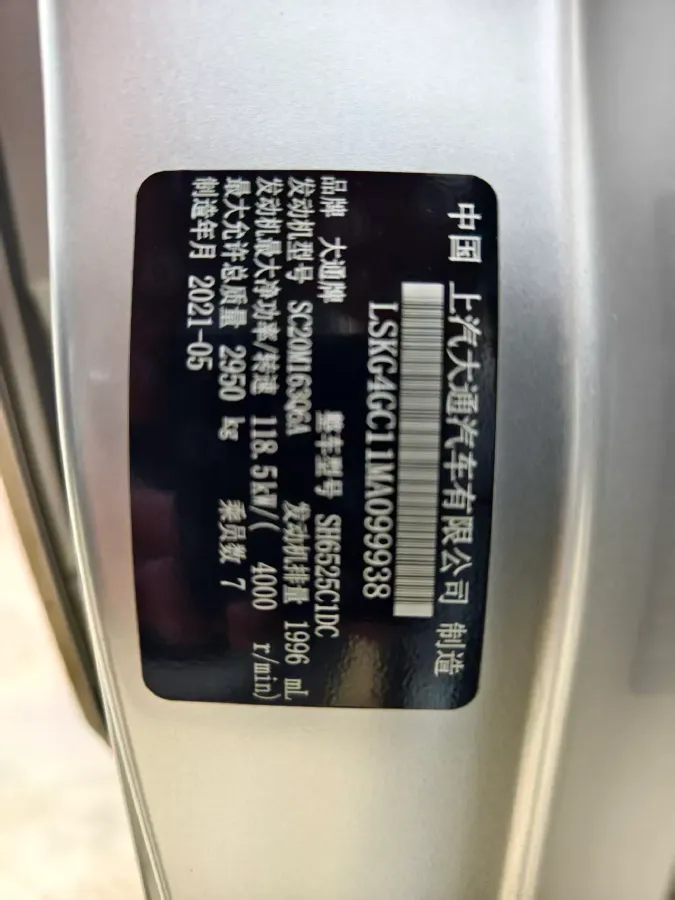 中国 上汽大通汽车有限公司 制造
LSKG4GC11MA099938
品牌 大通牌 整车型号 SH6525C1DC
发动机型号 SC20M163Q6A 发动机排量 1996 mL
发动机最大净功率/转速 118.5kW/( 4000 r/min)
最大允许总质量 2950 kg 乘员数 7
制造年月 2021-05